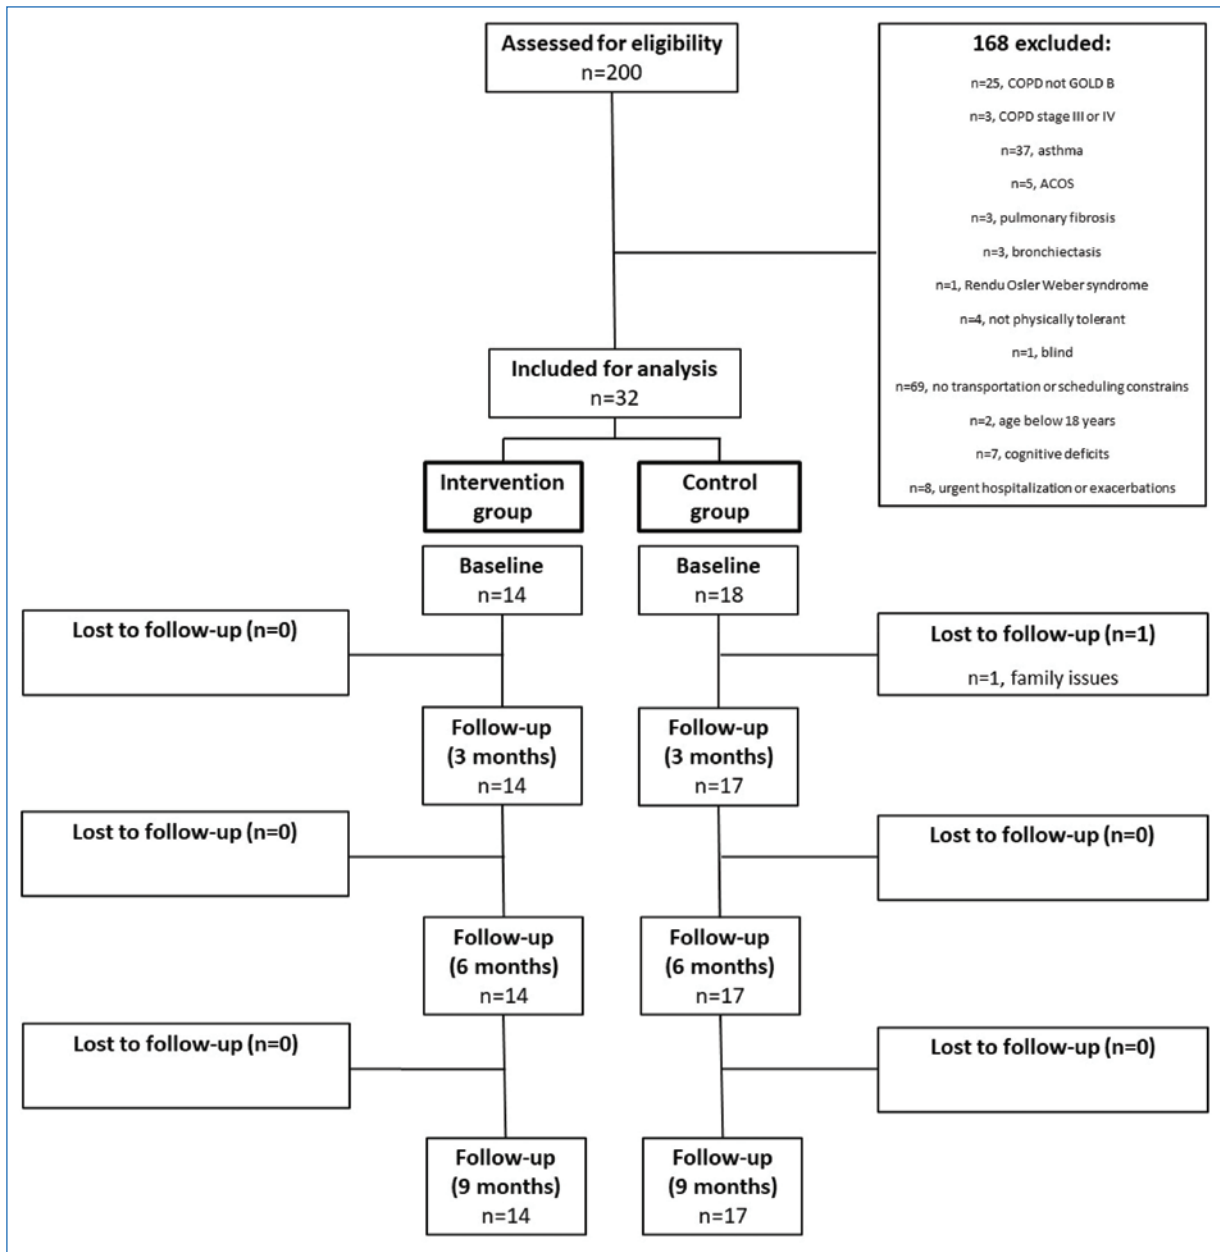 Assessed for eligibility
n=200
168 excluded:
n=25, COPD not GOLD B
n=3, COPD stage III or IV
n=37, asthma
n=5, ACOS
n=3, pulmonary fibrosis
n=3, bronchiectasis
n=1, Rendu Osler Weber syndrome
n=4, not physically tolerant
n=1, blind
n=69, no transportation or scheduling constrains
n=2, age below 18 years
n=7, cognitive deficits
n=8, urgent hospitalization or exacerbations
Included for analysis
n=32
Intervention
group
Control
group
Baseline
n=14
Baseline
n=18
Lost to follow-up (n=0)
Lost to follow-up (n=1)
n=1, family issues
Follow-up
(3 months)
n=14
Follow-up
(3 months)
n=17
Lost to follow-up (n=0)
Lost to follow-up (n=0)
Follow-up
(6 months)
n=14
Follow-up
(6 months)
n=17
Lost to follow-up (n=0)
Lost to follow-up (n=0)
Follow-up
(9 months)
n=14
Follow-up
(9 months)
n=17